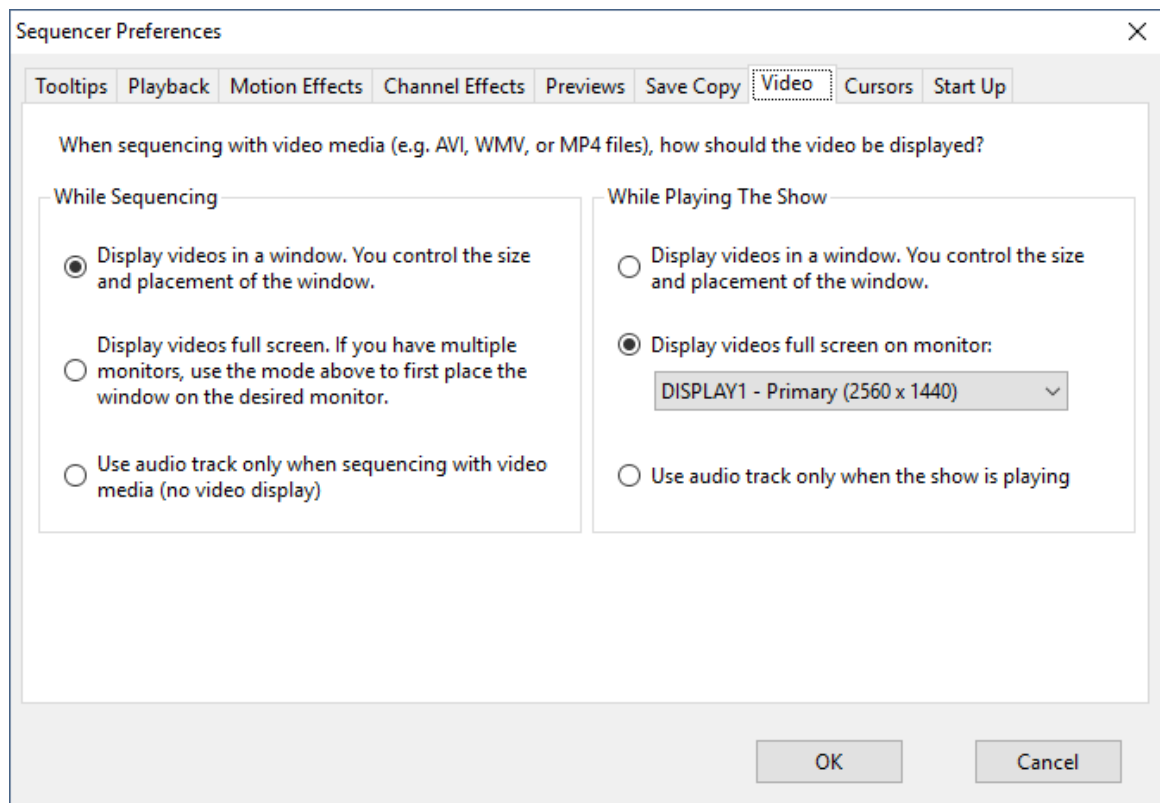 Sequencer Preferences
Tooltips Playback Motion Effects Channel Effects Previews Save Copy Video Cursors Start Up
When sequencing with video media (e.g. AVI, WMV, or MP4 files), how should the video be displayed?
While Sequencing
Display videos in a window. You control the size
and placement of the window.
Display videos full screen. If you have multiple
monitors, use the mode above to first place the
window on the desired monitor.
Use audio track only when sequencing with video
media (no video display)
While Playing The Show
Display videos in a window. You control the size
and placement of the window.
Display videos full screen on monitor:
DISPLAY1 - Primary (2560 x 1440)
Use audio track only when the show is playing
OK Cancel